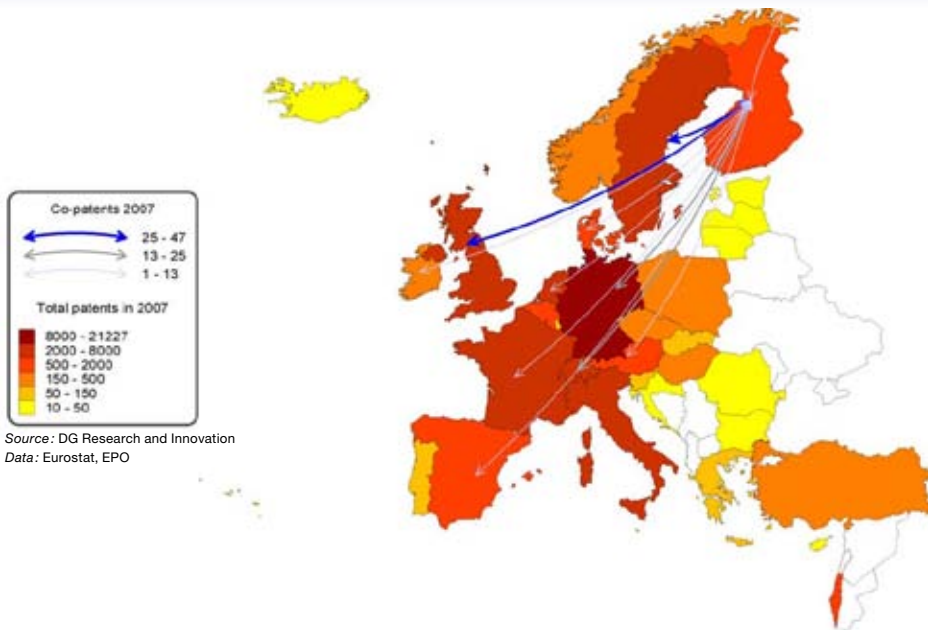 Co-patents 2007
25 - 47
13 - 25
1 - 13
Total patents in 2007
8000 - 21227
2000 - 8000
500 - 2000
150 - 500
50 - 150
10 - 50
Source: DG Research and Innovation
Data: Eurostat, EPO